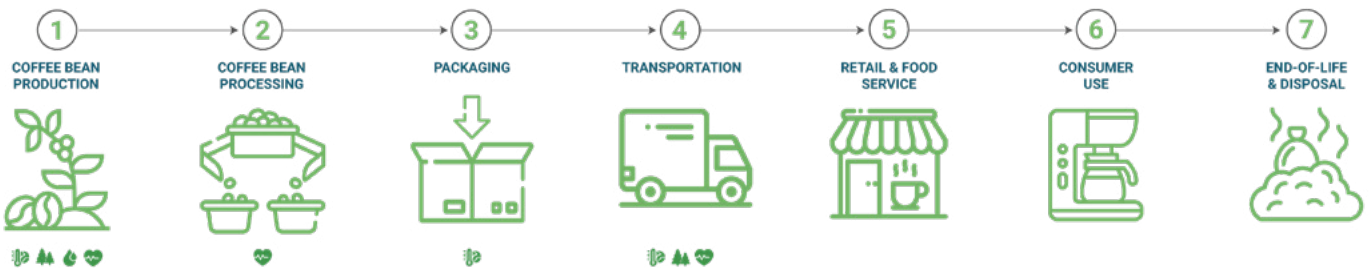 1
COFFEE BEAN
PRODUCTION
2
COFFEE BEAN
PROCESSING
3
PACKAGING
4
TRANSPORTATION
5
RETAIL & FOOD
SERVICE
6
CONSUMER
USE
7
END-OF-LIFE
& DISPOSAL